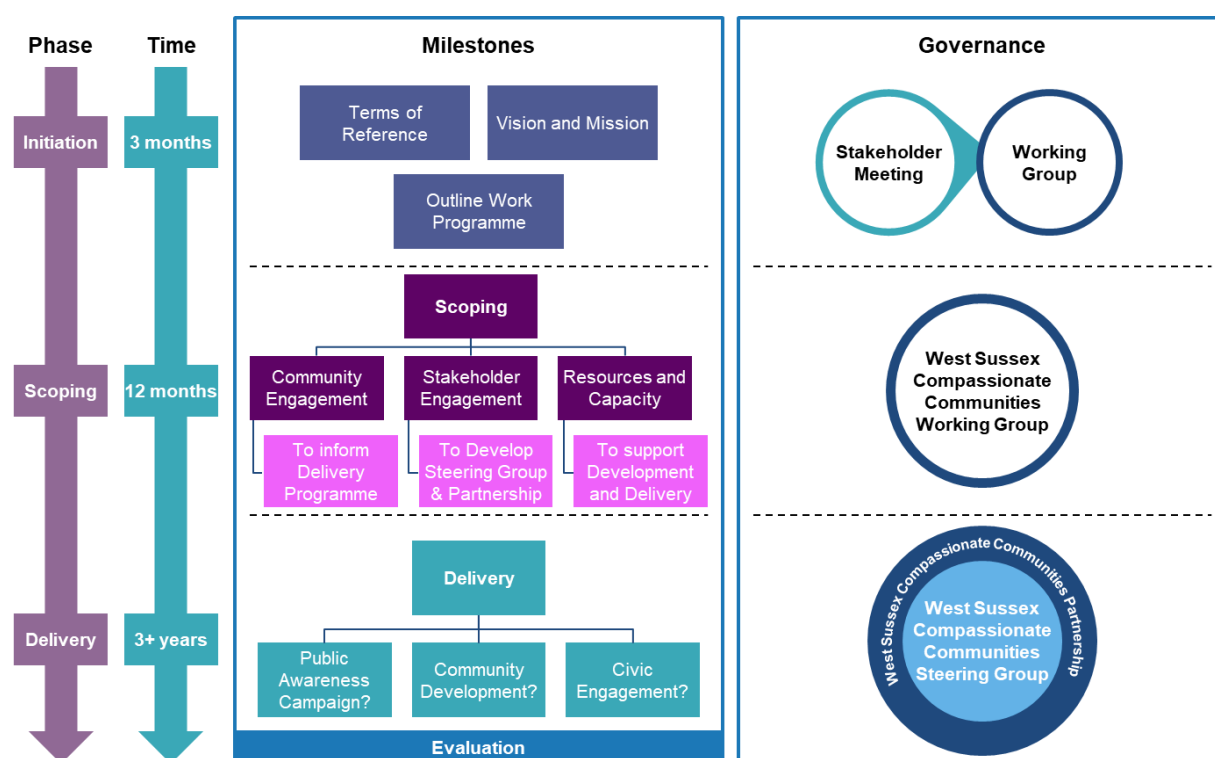 Phase
Time
Milestones
Governance
Initiation
3 months
Terms of
Reference
Vision and Mission
Outline Work
Programme
Stakeholder
Meeting
Working
Group
Scoping
12 months
Scoping
Community
Engagement
Stakeholder
Engagement
Resources and
Capacity
To inform
Delivery
Programme
To Develop
Steering Group
& Partnership
To support
Development
and Delivery
West Sussex
Compassionate
Communities
Working Group
Delivery
3+ years
Delivery
Public
Awareness
Campaign?
Community
Development?
Civic
Engagement?
West Sussex Compassionate Communities Partnership
West Sussex
Compassionate
Communities
Steering Group
Evaluation